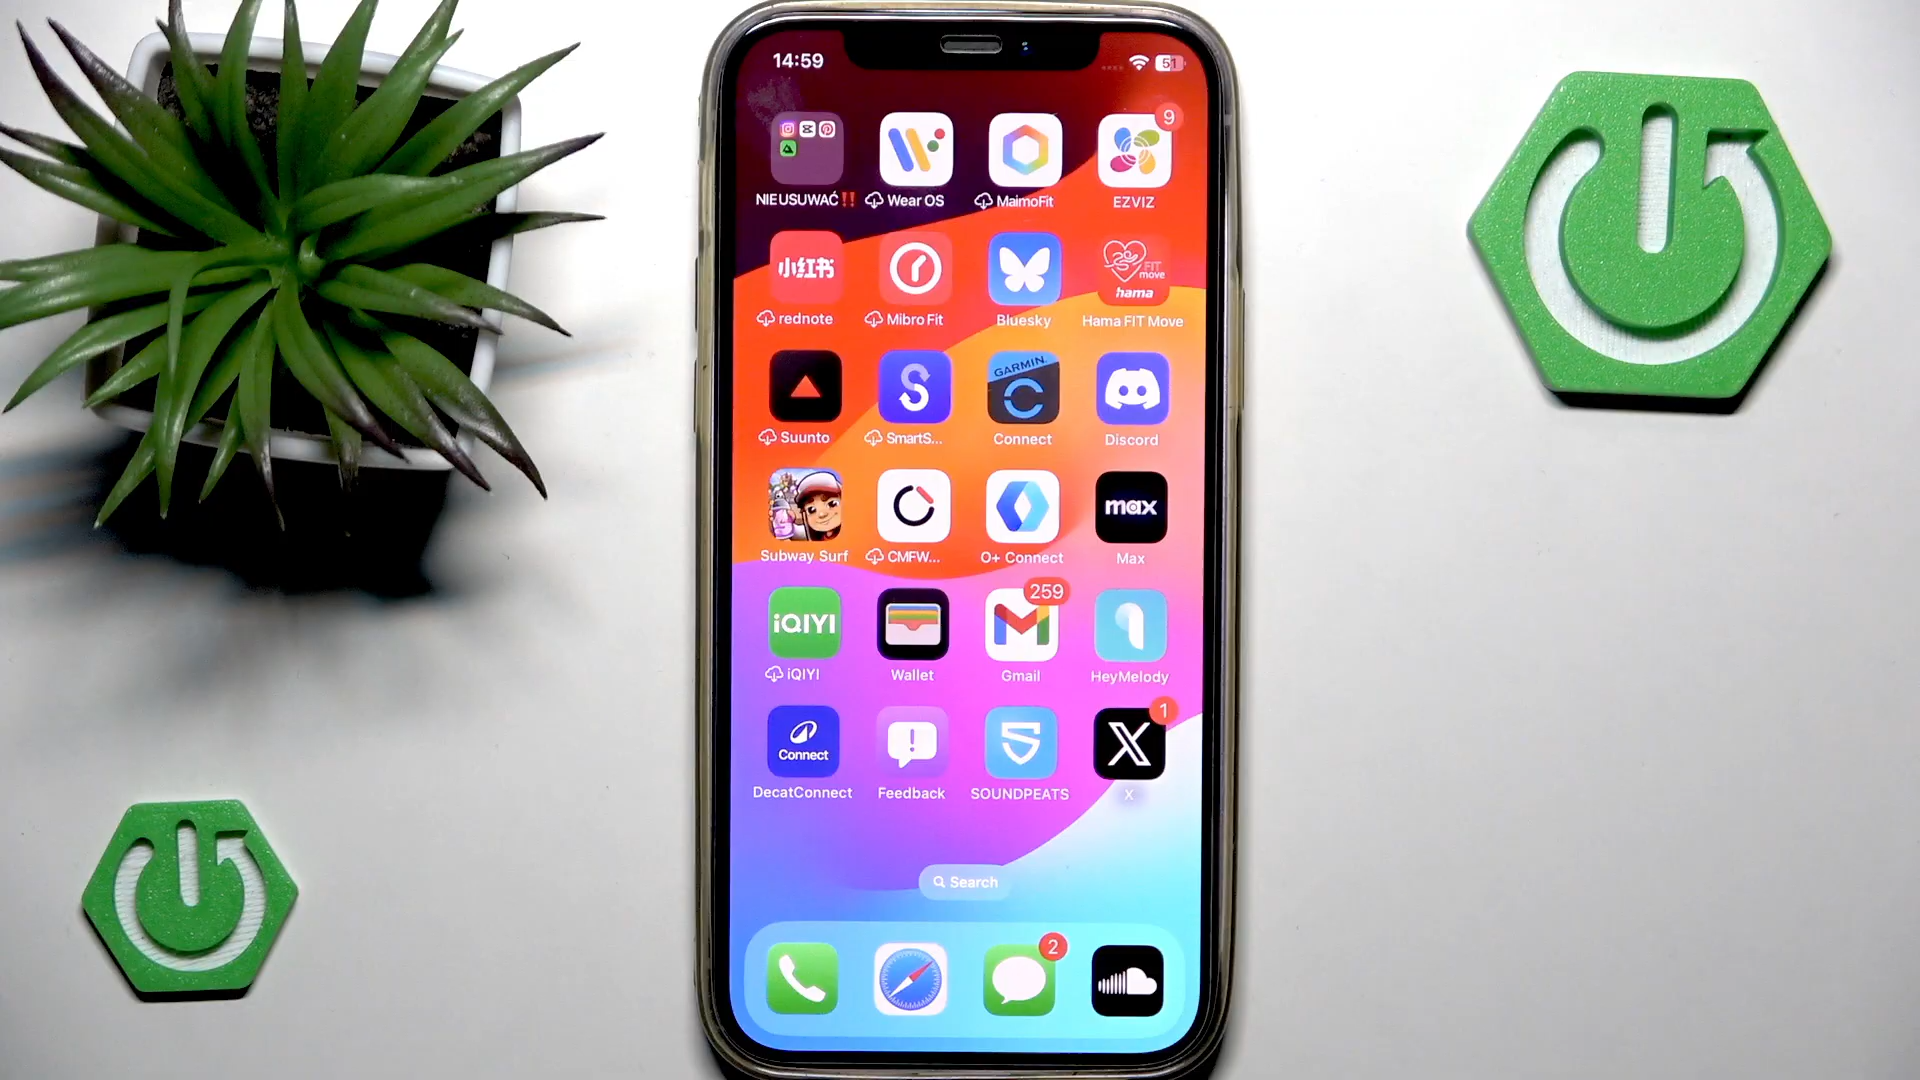 14:59
51
9
NIE USUWAĆ‼️
Wear OS
MaimoFit
EZVIZ
小红书
FIT
move
hama
rednote
Mibro Fit
Bluesky
Hama FIT Move
GARMIN.
Suunto
SmartS...
Connect
Discord
max
Subway Surf
CMFW...
O+ Connect
Max
iQIYI
259
iQIYI
Wallet
Gmail
HeyMelody
Connect
1
DecatConnect
Feedback
SOUNDPEATS
X
Search
2